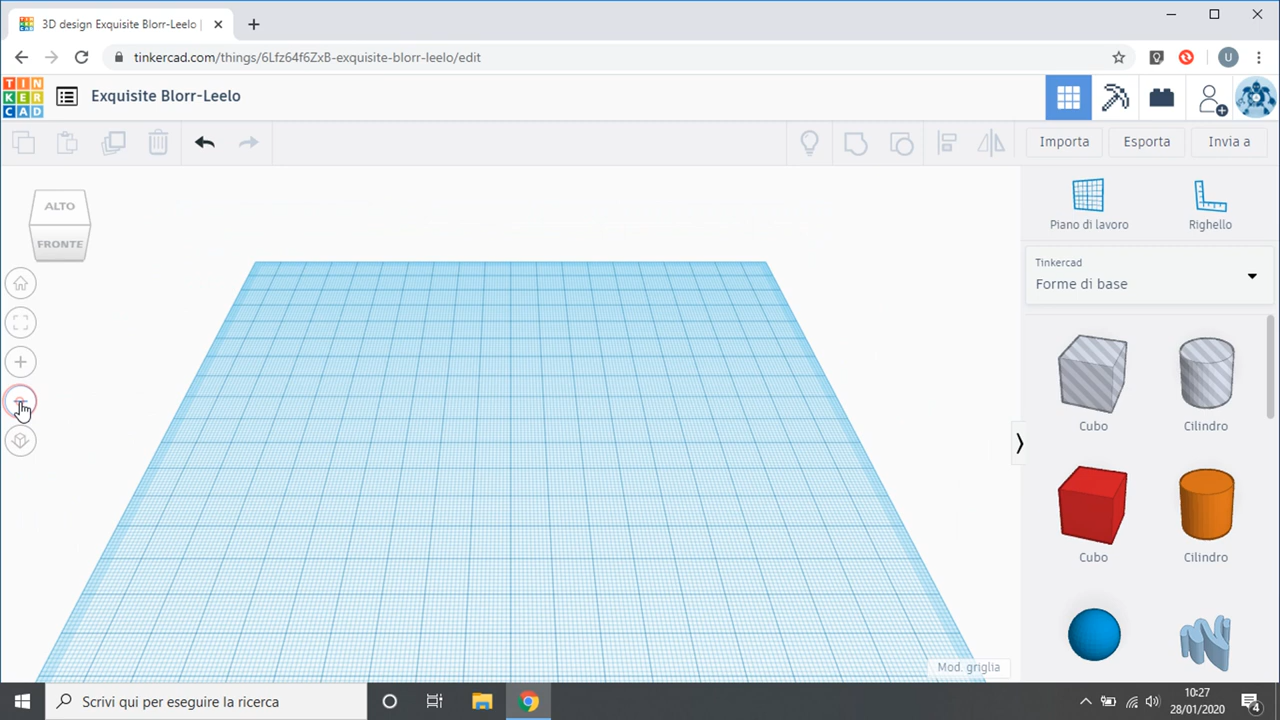 3D design Exquisite Blorr-Leelo |
tinkercad.com/things/6Lfz64f6ZxB-exquisite-blorr-leelo/edit
U
TIN
KER
CAD
Exquisite Blorr-Leelo
Importa
Esporta
Invia a
ALTO
FRONTE
Piano di lavoro
Righello
Tinkercad
Forme di base
Cubo
Cilindro
Cubo
Cilindro
Mod. griglia
Scrivi qui per eseguire la ricerca
10:27
28/01/2020
4